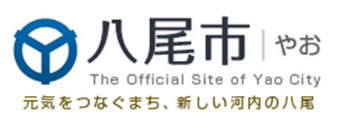 八尾市 | やお
The Official Site of Yao City
元気をつなぐまち、新しい河内の八尾